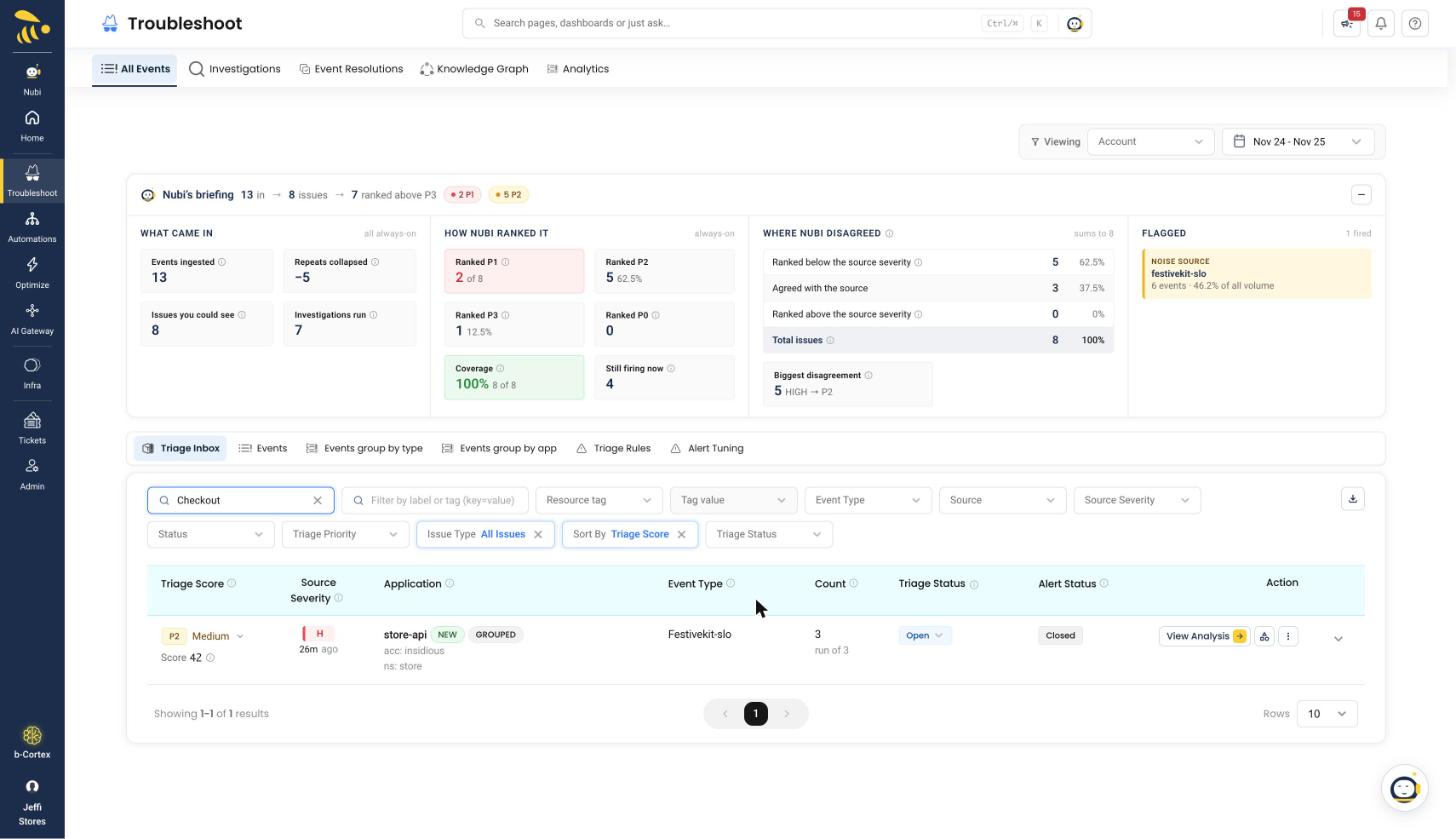 Troubleshoot
Search pages, dashboards or just ask...
Ctrl/⌘ K
15
Nubi
Home
Troubleshoot
Automations
Optimize
AI Gateway
Infra
Tickets
Admin
b-Cortex
Jeffi
Stores
All Events Investigations Event Resolutions Knowledge Graph Analytics
Viewing Account Nov 24 - Nov 25
Nubi's briefing 13 in → 8 issues → 7 ranked above P3 2 P1 5 P2
WHAT CAME IN all always-on
Events ingested
13
Repeats collapsed
−5
Issues you could see
8
Investigations run
7
HOW NUBI RANKED IT always-on
Ranked P1
2 of 8
Ranked P2
5 62.5%
Ranked P3
1 12.5%
Ranked P0
0
Coverage
100% 8 of 8
Still firing now
4
WHERE NUBI DISAGREED sums to 8
Ranked below the source severity 5 62.5%
Agreed with the source 3 37.5%
Ranked above the source severity 0 0%
Total issues 8 100%
Biggest disagreement
5 HIGH → P2
FLAGGED 1 fired
NOISE SOURCE
festivekit-slo
6 events · 46.2% of all volume
Triage Inbox Events Events group by type Events group by app Triage Rules Alert Tuning
Checkout Filter by label or tag (key=value) Resource tag Tag value Event Type Source Source Severity
Status Triage Priority Issue Type All Issues Sort By Triage Score Triage Status
Triage Score Source Severity Application Event Type Count Triage Status Alert Status Action
P2 Medium H store-api NEW GROUPED Festivekit-slo 3 Open Closed View Analysis
Score 42 26m ago acc: insidious run of 3
ns: store
Showing 1–1 of 1 results 1 Rows 10